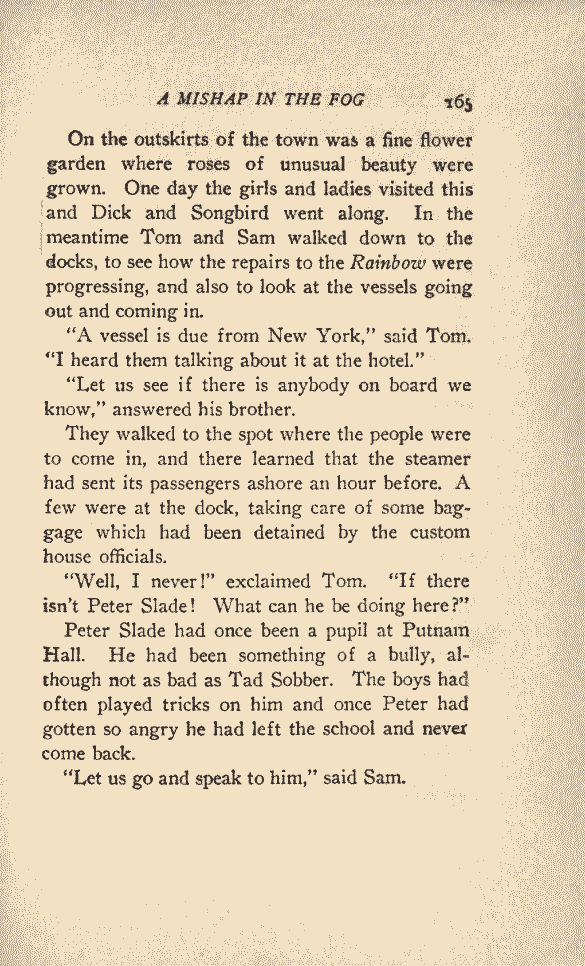 A MISHAP IN THE FOG 165
On the outskirts of the town was a fine flower
garden where roses of unusual beauty were
grown. One day the girls and ladies visited this
and Dick and Songbird went along. In the
meantime Tom and Sam walked down to the
docks, to see how the repairs to the Rainbow were
progressing, and also to look at the vessels going
out and coming in.
"A vessel is due from New York," said Tom.
"I heard them talking about it at the hotel."
"Let us see if there is anybody on board we
know," answered his brother.
They walked to the spot where the people were
to come in, and there learned that the steamer
had sent its passengers ashore an hour before. A
few were at the dock, taking care of some bag-
gage which had been detained by the custom
house officials.
"Well, I never!" exclaimed Tom. "If there
isn't Peter Slade! What can he be doing here?"
Peter Slade had once been a pupil at Putnam
Hall. He had been something of a bully, al-
though not as bad as Tad Sobber. The boys had
often played tricks on him and once Peter had
gotten so angry he had left the school and never
come back.
"Let us go and speak to him," said Sam.